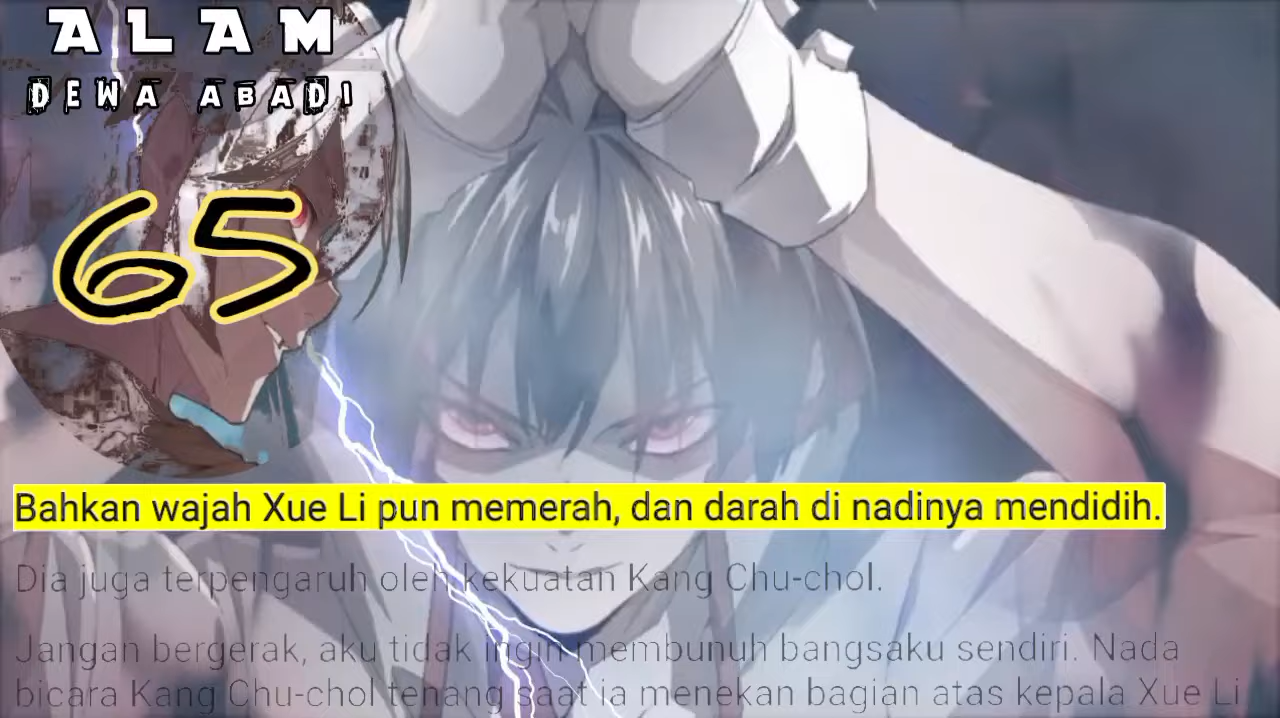 ALAM
DEWA ABADI
65
Bahkan wajah Xue Li pun memerah, dan darah di nadinya mendidih.
Dia juga terpengaruh oleh kekuatan Kang Chu-chol.
Jangan bergerak, aku tidak ingin membunuh bangsaku sendiri. Nada
bicara Kang Chu-chol tenang saat ia menekan bagian atas kepala Xue Li